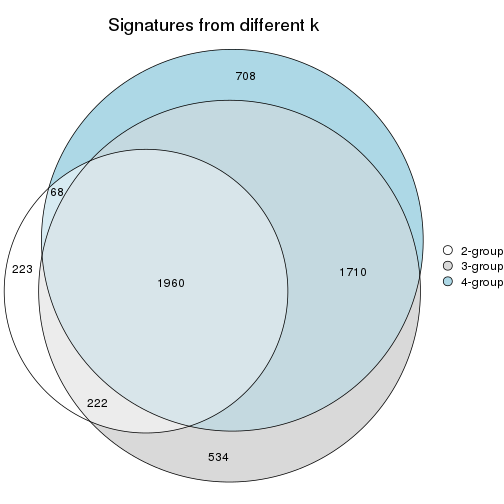 Signatures from different k
708
68
223
1960
1710
222
534
2-group
3-group
4-group